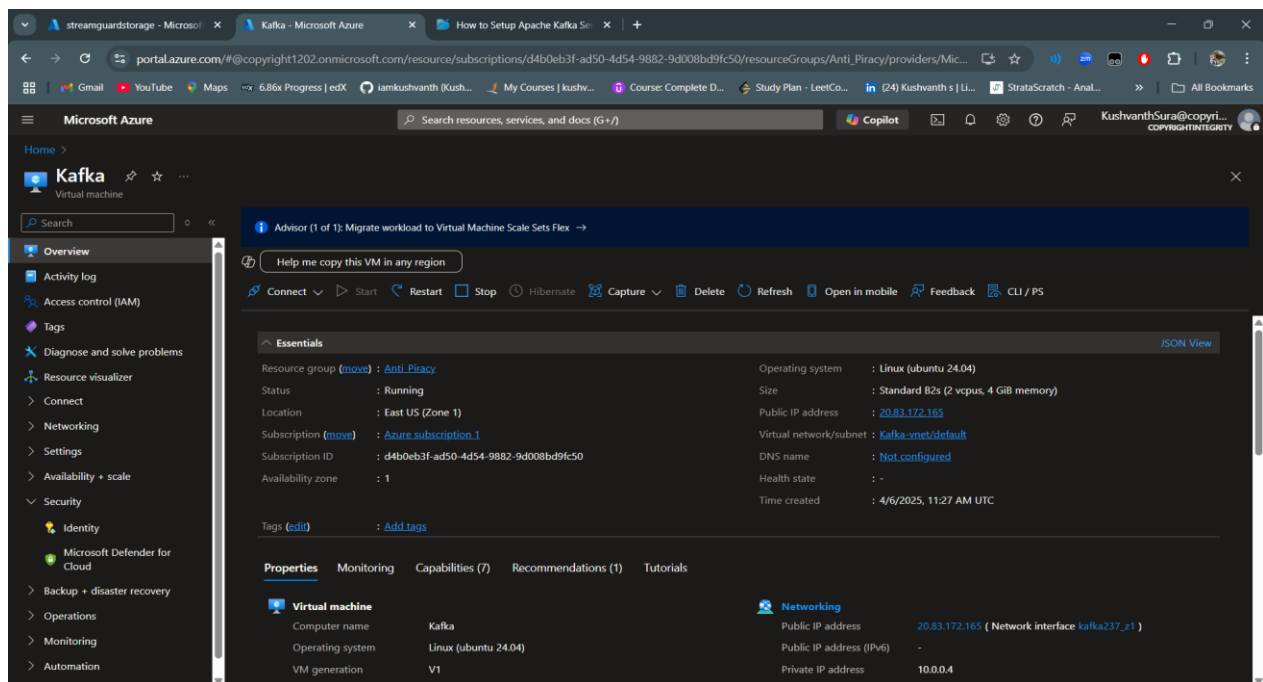 streamguardstorage - Microsof
Kafka - Microsoft Azure
How to Setup Apache Kafka Se
portal.azure.com/#@copyright1202.onmicrosoft.com/resource/subscriptions/d4b0eb3f-ad50-4d54-9882-9d008bd9fc50/resourceGroups/Anti_Piracy/providers/Mic...
Gmail YouTube Maps 6.86x Progress | edX iamkushvanth (Kush... My Courses | kushv... Course: Complete D... Study Plan - LeetCo... (24) Kushvanth s | Li... StrataScratch - Anal... » All Bookmarks
Microsoft Azure
Search resources, services, and docs (G+/)
Copilot
KushvanthSura@copyri...
COPYRIGHTINTEGRITY
Home >
Kafka
Virtual machine
Search
Overview
Activity log
Access control (IAM)
Tags
Diagnose and solve problems
Resource visualizer
Connect
Networking
Settings
Availability + scale
Security
Identity
Microsoft Defender for
Cloud
Backup + disaster recovery
Operations
Monitoring
Automation
Advisor (1 of 1): Migrate workload to Virtual Machine Scale Sets Flex →
Help me copy this VM in any region
Connect Start Restart Stop Hibernate Capture Delete Refresh Open in mobile Feedback CLI / PS
Essentials
JSON View
Resource group (move) : Anti_Piracy
Status : Running
Location : East US (Zone 1)
Subscription (move) : Azure subscription 1
Subscription ID : d4b0eb3f-ad50-4d54-9882-9d008bd9fc50
Availability zone : 1
Operating system : Linux (ubuntu 24.04)
Size : Standard B2s (2 vcpus, 4 GiB memory)
Public IP address : 20.83.172.165
Virtual network/subnet : Kafka-vnet/default
DNS name : Not configured
Health state : -
Time created : 4/6/2025, 11:27 AM UTC
Tags (edit) : Add tags
Properties Monitoring Capabilities (7) Recommendations (1) Tutorials
Virtual machine
Computer name Kafka
Operating system Linux (ubuntu 24.04)
VM generation V1
Networking
Public IP address 20.83.172.165 ( Network interface kafka237_z1 )
Public IP address (IPv6) -
Private IP address 10.0.0.4